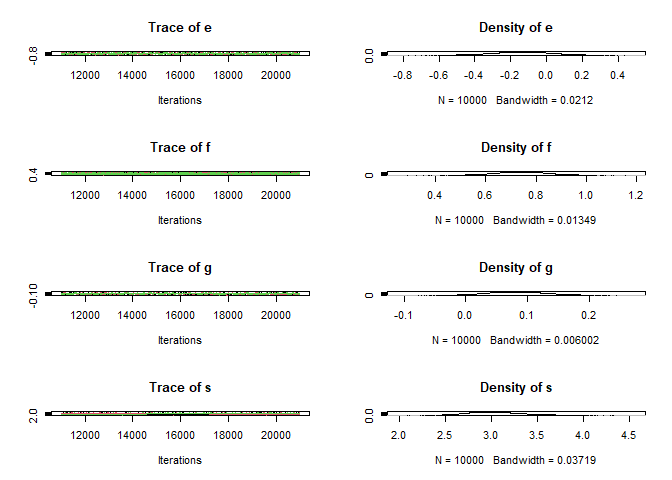 Trace of e
-0.8
12000 14000 16000 18000 20000
Iterations
Density of e
0.0
-0.8 -0.6 -0.4 -0.2 0.0 0.2 0.4
N = 10000 Bandwidth = 0.0212
Trace of f
0.4
12000 14000 16000 18000 20000
Iterations
Density of f
0
0.4 0.6 0.8 1.0 1.2
N = 10000 Bandwidth = 0.01349
Trace of g
-0.10
12000 14000 16000 18000 20000
Iterations
Density of g
0
-0.1 0.0 0.1 0.2
N = 10000 Bandwidth = 0.006002
Trace of s
2.0
12000 14000 16000 18000 20000
Iterations
Density of s
0.0
2.0 2.5 3.0 3.5 4.0 4.5
N = 10000 Bandwidth = 0.03719